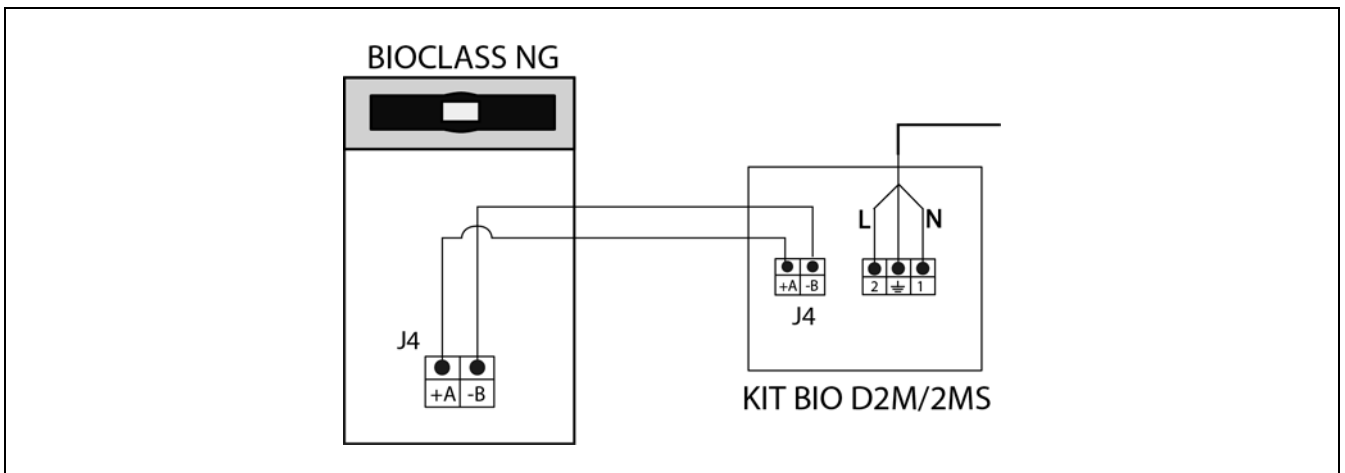 BIOCLASS NG
L N
+A -B
2 1
J4
J4
+A -B
KIT BIO D2M/2MS